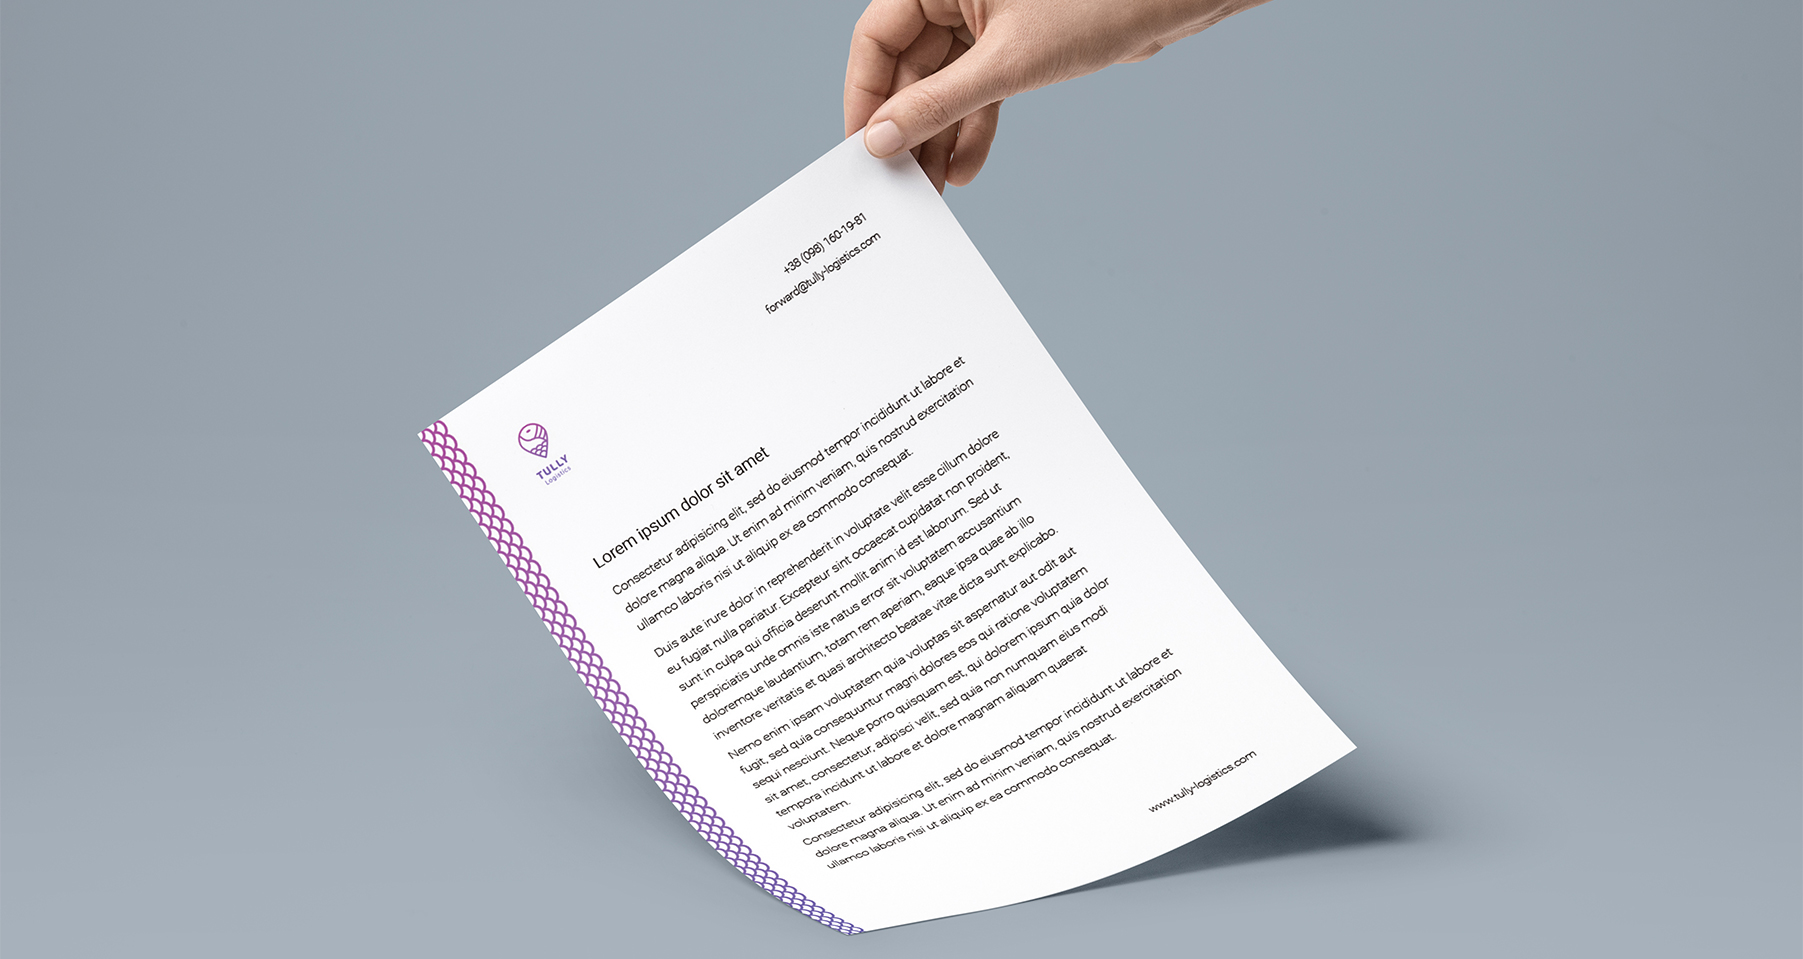 +38 (098) 160-19-81
forward@tully-logistics.com
TULLY
Logistics
Lorem ipsum dolor sit amet
Consectetur adipisicing elit, sed do eiusmod tempor incididunt ut labore et
dolore magna aliqua. Ut enim ad minim veniam, quis nostrud exercitation
ullamco laboris nisi ut aliquip ex ea commodo consequat.
Duis aute irure dolor in reprehenderit in voluptate velit esse cillum dolore
eu fugiat nulla pariatur. Excepteur sint occaecat cupidatat non proident,
sunt in culpa qui officia deserunt mollit anim id est laborum. Sed ut
perspiciatis unde omnis iste natus error sit voluptatem accusantium
doloremque laudantium, totam rem aperiam, eaque ipsa quae ab illo
inventore veritatis et quasi architecto beatae vitae dicta sunt explicabo.
Nemo enim ipsam voluptatem quia voluptas sit aspernatur aut odit aut
fugit, sed quia consequuntur magni dolores eos qui ratione voluptatem
sequi nesciunt. Neque porro quisquam est, qui dolorem ipsum quia dolor
sit amet, consectetur, adipisci velit, sed quia non numquam eius modi
tempora incidunt ut labore et dolore magnam aliquam quaerat
voluptatem.
Consectetur adipisicing elit, sed do eiusmod tempor incididunt ut labore et
dolore magna aliqua. Ut enim ad minim veniam, quis nostrud exercitation
ullamco laboris nisi ut aliquip ex ea commodo consequat.
www.tully-logistics.com